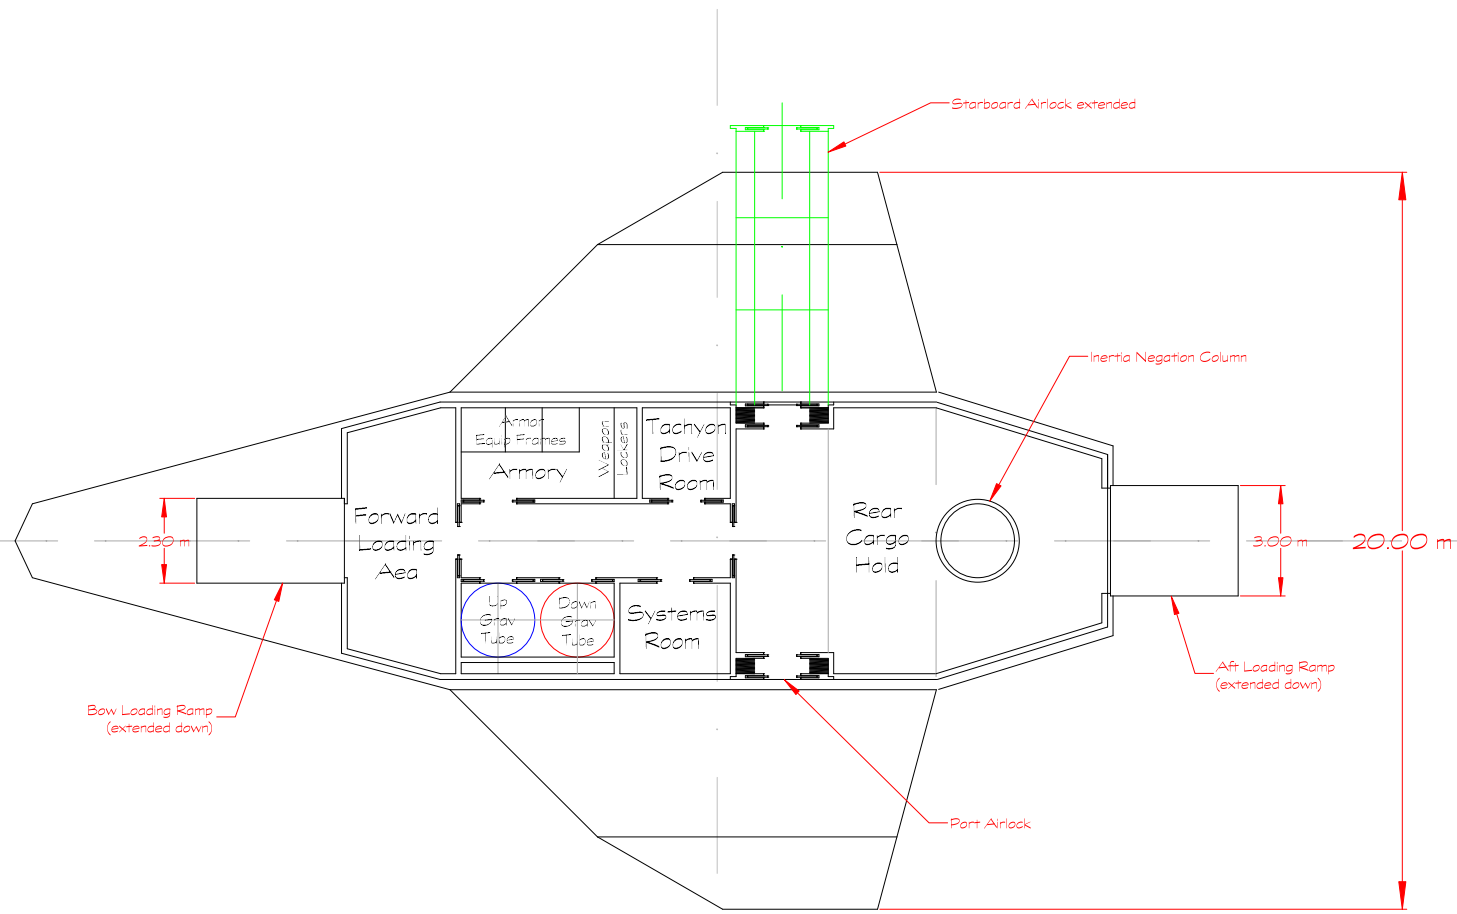 Starboard Airlock extended
Inertia Negation Column
Armor
Equip Frames
Weapon
Lockers
Armory
Tachyon
Drive
Room
Forward
Loading
Aea
Rear
Cargo
Hold
2.30 m
3.00 m
20.00 m
Up
Grav
Tube
Down
Grav
Tube
Systems
Room
Aft Loading Ramp
(extended down)
Bow Loading Ramp
(extended down)
Port Airlock